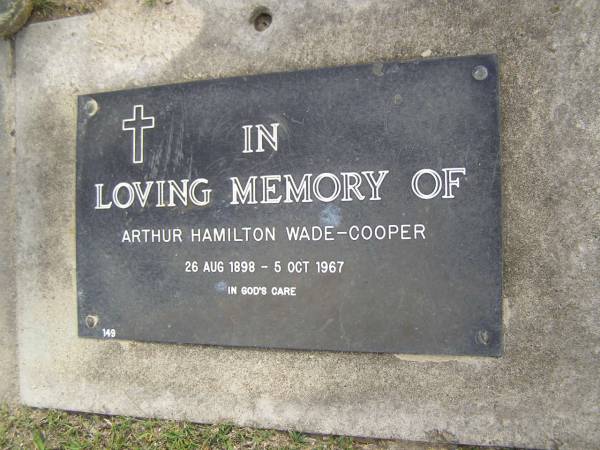 IN
LOVING MEMORY OF
ARTHUR HAMILTON WADE-COOPER
26 AUG 1898 - 5 OCT 1967
IN GOD'S CARE
149